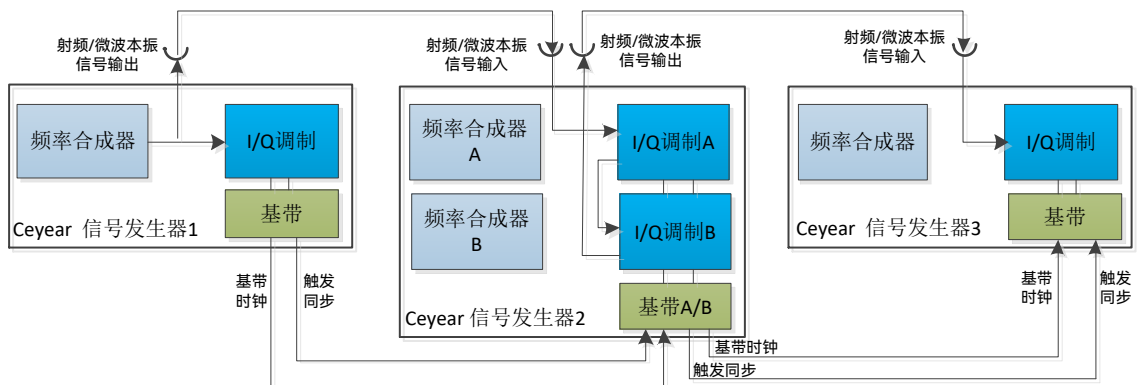 射频/微波本振
信号输出
射频/微波本振
信号输入
射频/微波本振
信号输出
射频/微波本振
信号输入
频率合成器
I/Q调制
基带
Ceyear 信号发生器1
基带
时钟
触发
同步
频率合成器
A
I/Q调制A
频率合成器
B
I/Q调制B
基带A/B
Ceyear 信号发生器2
基带时钟
触发同步
频率合成器
I/Q调制
基带
Ceyear 信号发生器3
基带
时钟
触发
同步